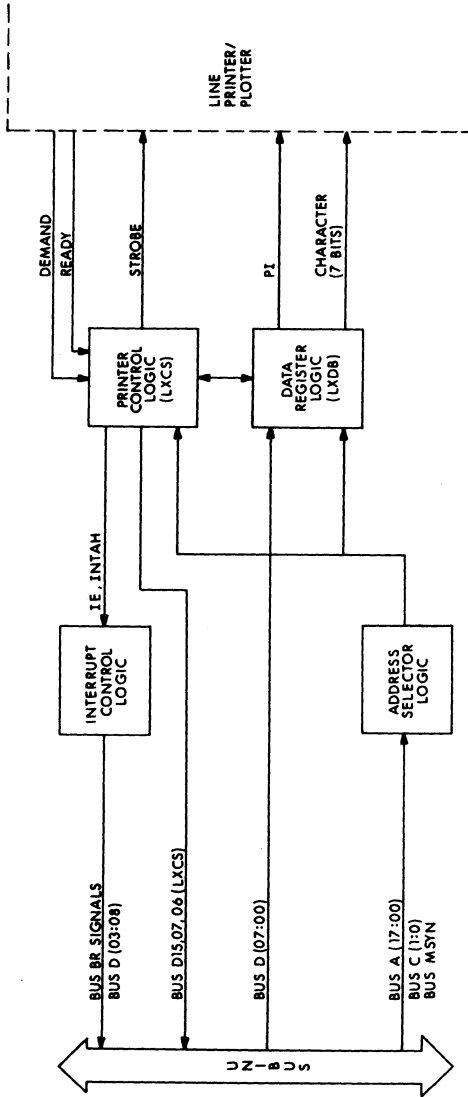 DEMAND
READY
STROBE
PI
CHARACTER
(7 BITS)
LINE
PRINTER/
PLOTTER
PRINTER
CONTROL
LOGIC
(LXCS)
DATA
REGISTER
LOGIC
(LXDB)
IE, INTAH
INTERRUPT
CONTROL
LOGIC
ADDRESS
SELECTOR
LOGIC
BUS BR SIGNALS
BUS D (03:08)
BUS D15,07,06 (LXCS)
BUS D (07:00)
BUS A (17:00)
BUS C (1:0)
BUS MSYN
UNIBUS